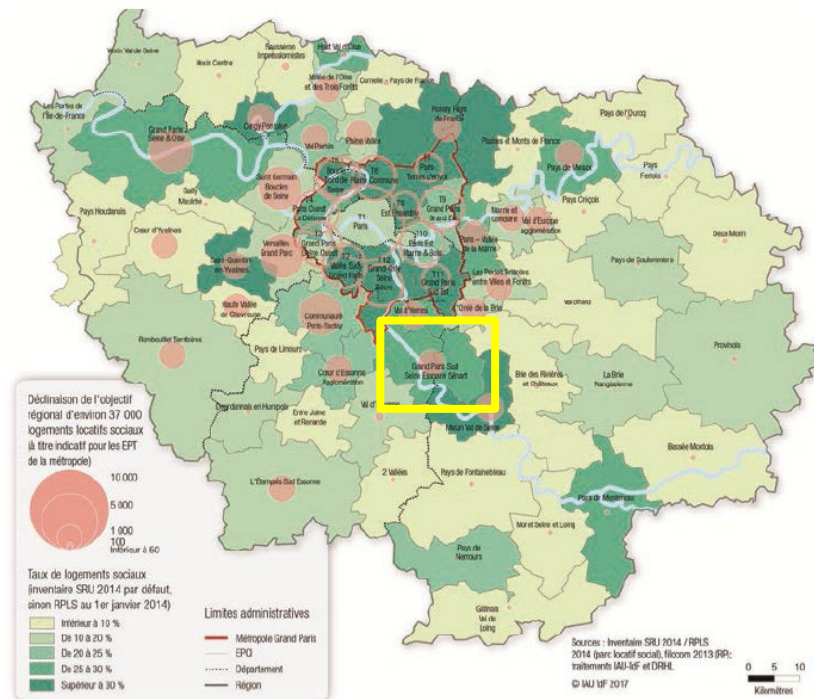 Vexin Val de Seine
Vexin Centre
Sausseron
Impressionnistes
Haut Val d'Oise
Vallée de l'Oise
et des Trois Forêts
Carnelle - Pays de France
Roissy Pays
de France
Les Portes de
l'Île-de-France
Grand Paris
Seine & Oise
Cergy Pontoise
Val Parisis
Plaine Vallée
Plaines et Monts de France
Pays de l'Ourcq
Pays de Meaux
Pays
Fertois
Saint Germain
Boucles
de Seine
Gally
Mauldre
Pays Houdanais
Cœur d'Yvelines
T5
T6
Plaine Commune
T7
Paris
Terres d'envol
T8
Est Ensemble
T9
Grand Paris
Grand Est
T4
Paris Ouest
La Défense
T1
Paris
T10
Paris Est
Marne & Bois
T3
Grand Paris
Seine Ouest
T2
Vallée Sud
Grand Paris
T12
Grand-Orly
Seine
Bièvre
T11
Grand Paris
Sud Est
Marne et
Gondoire
Val d'Europe
agglomération
Pays Créçois
Deux Morin
Paris - Vallée
de la Marne
Pays de Coulommiers
Versailles
Grand Parc
Saint-Quentin
en Yvelines
Haute Vallée
de Chevreuse
Communauté
Paris-Saclay
Les Portes Briardes
entre Villes et Forêts
Val d'Yerres
L'Orée de la Brie
Rambouillet Territoires
Pays de Limours
Cœur d'Essonne
Agglomération
Grand Paris Sud
Seine Essonne Sénart
Brie des Rivières
et Châteaux
La Brie
Nangissienne
Provinois
Dourdannais en Hurepoix
Entre Juine
et Renarde
Melun Val de Seine
L'Étampois Sud Essonne
2 Vallées
Pays de Fontainebleau
Bassée Montois
Pays de Montereau
Moret Seine et Loing
Pays de
Nemours
Gâtinais
Val de
Loing
Déclinaison de l'objectif
régional d'environ 37 000
logements locatifs sociaux
(à titre indicatif pour les EPT
de la métropole)
10 000
5 000
1 000
100
Inférieur à 60
Taux de logements sociaux
(inventaire SRU 2014 par défaut,
sinon RPLS au 1er janvier 2014)
Inférieur à 10 %
De 10 à 20 %
De 20 à 25 %
De 25 à 30 %
Supérieur à 30 %
Limites administratives
Métropole Grand Paris
EPCI
Département
Région
Sources : Inventaire SRU 2014 / RPLS
2014 (parc locatif social), filocom 2013 (RP);
traitements IAU-îdF et DRHL
© IAU îdF 2017
0 5 10
Kilomètres